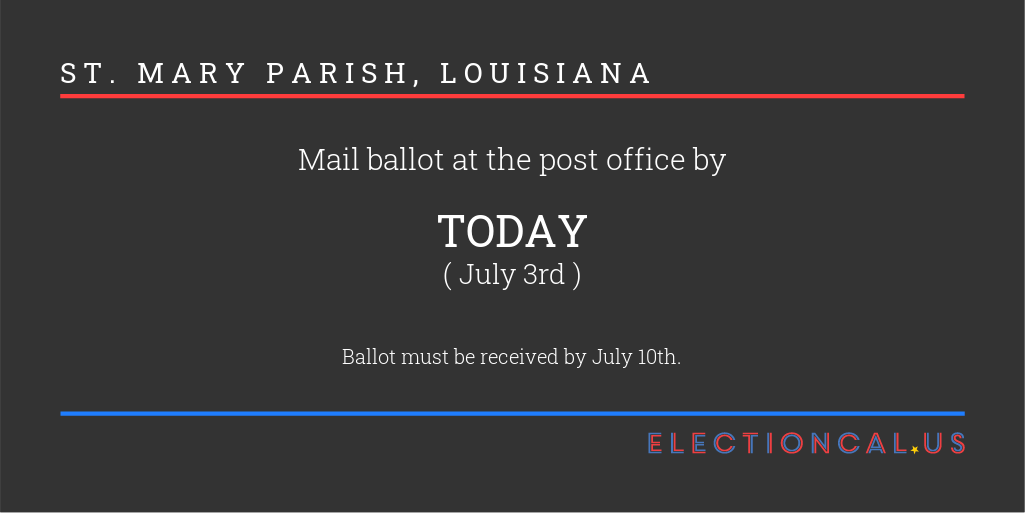 ST. MARY PARISH, LOUISIANA
Mail ballot at the post office by
TODAY
( July 3rd )
Ballot must be received by July 10th.
ELECTIONCAL.US